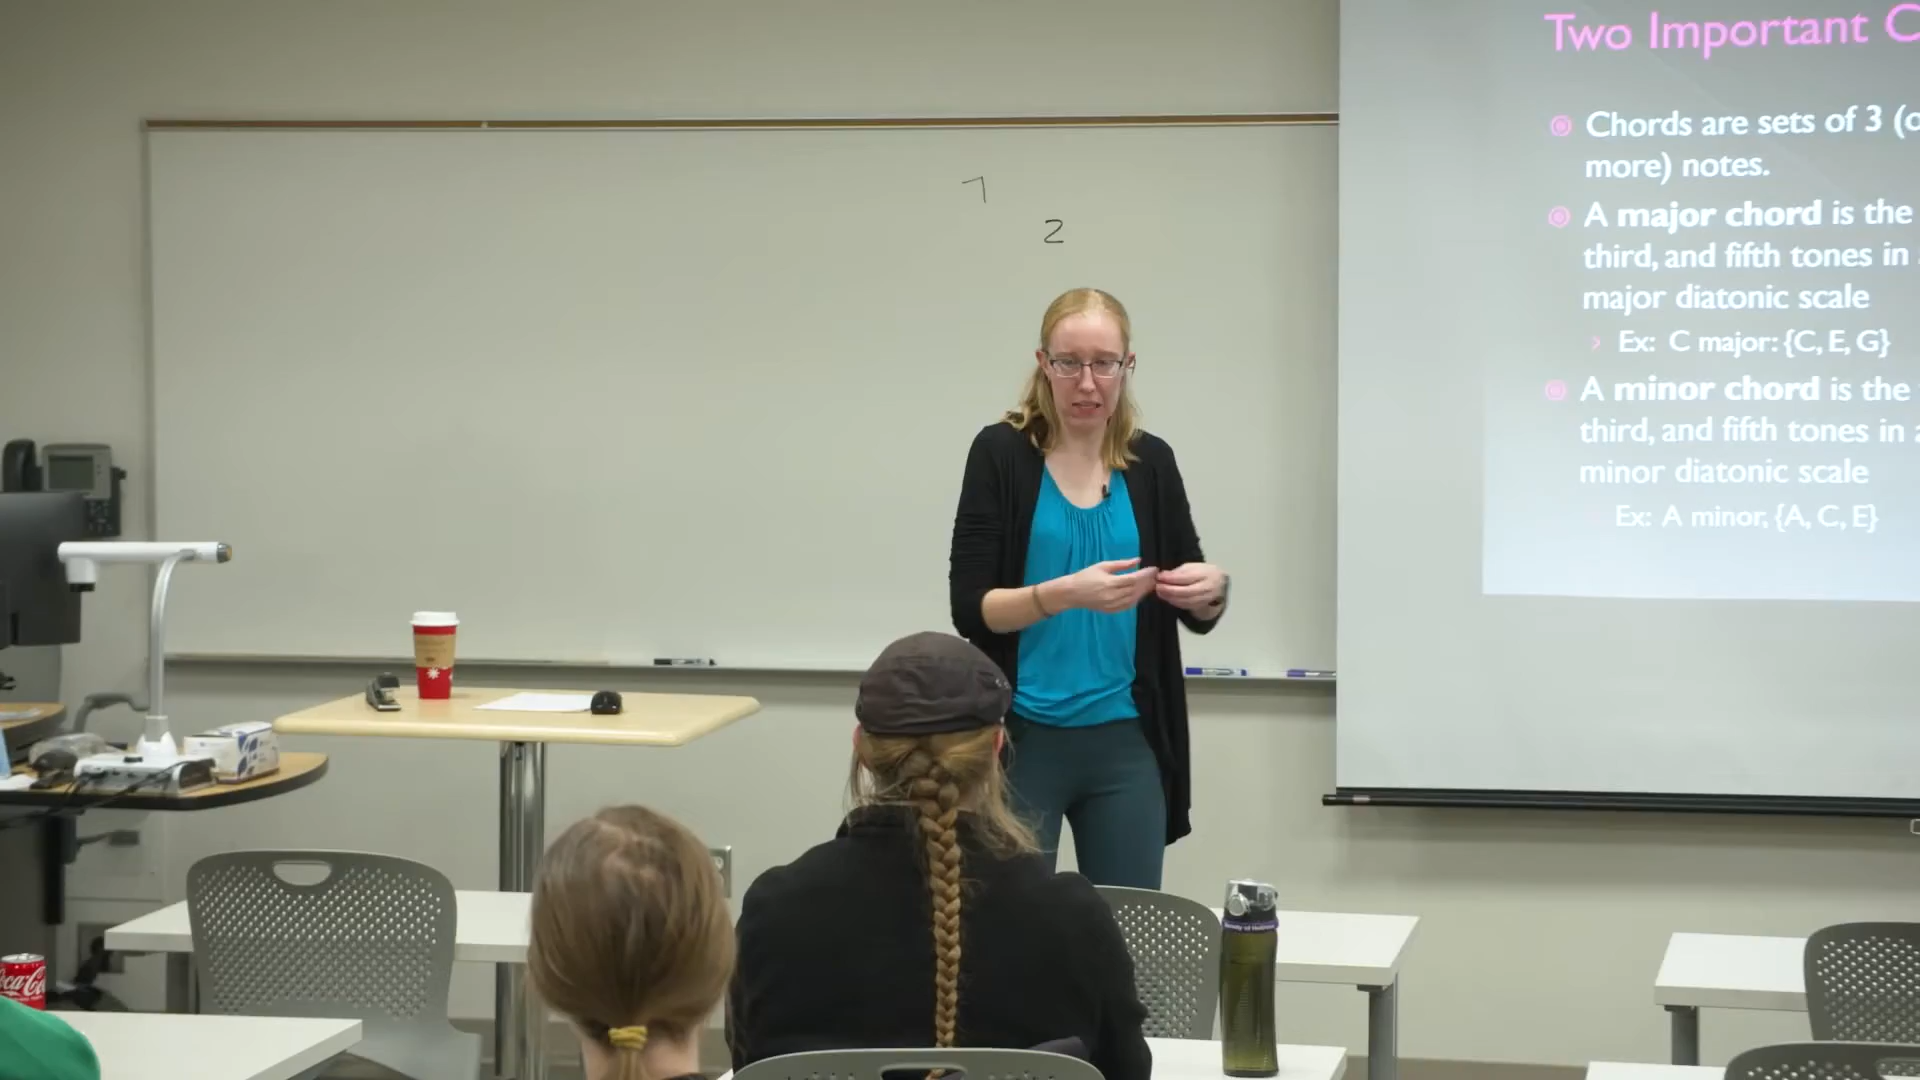 7
2
Two Important C
Chords are sets of 3 (o
more) notes.
A major chord is the
third, and fifth tones in
major diatonic scale
Ex: C major: {C, E, G}
A minor chord is the
third, and fifth tones in a
minor diatonic scale
Ex: A minor, {A, C, E}